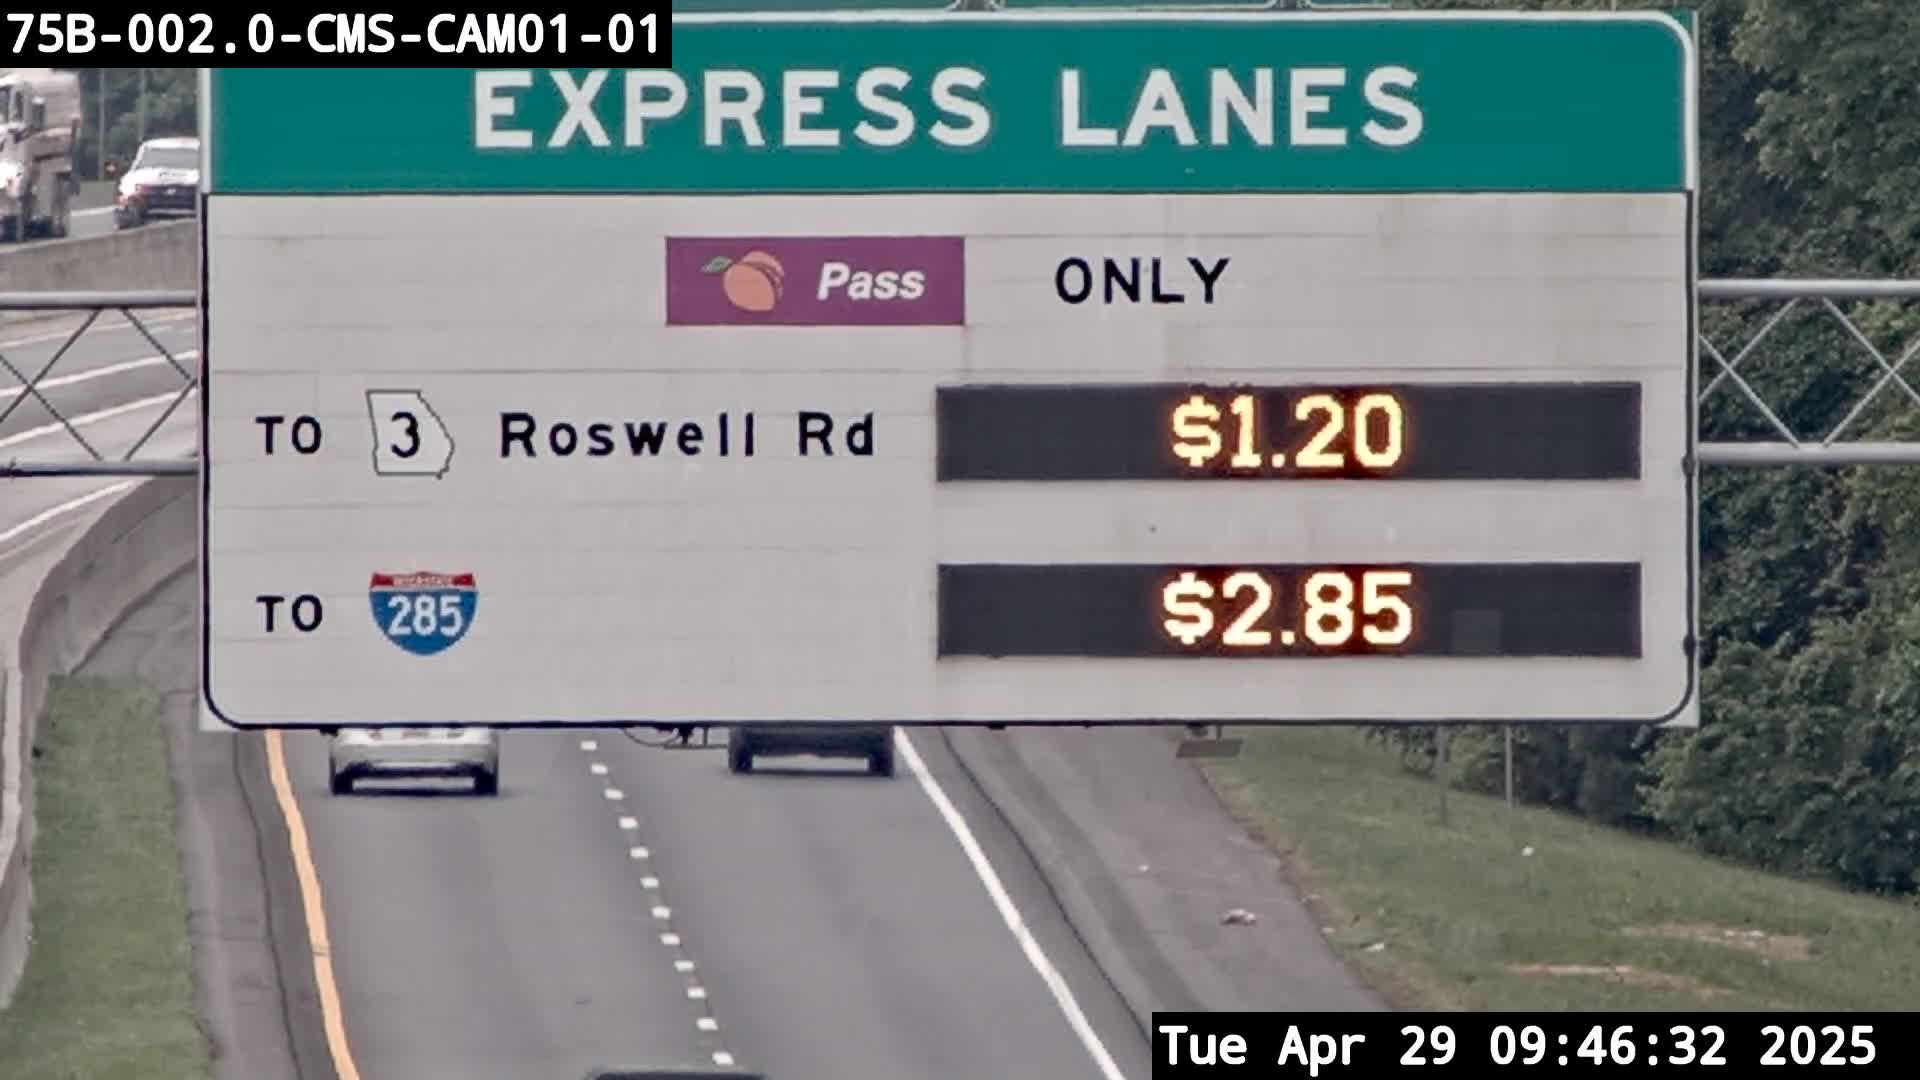 75B-002.0-CMS-CAM01-01
EXPRESS LANES
Pass ONLY
TO 3 Roswell Rd $1.20
TO INTERSTATE 285 $2.85
Tue Apr 29 09:46:32 2025